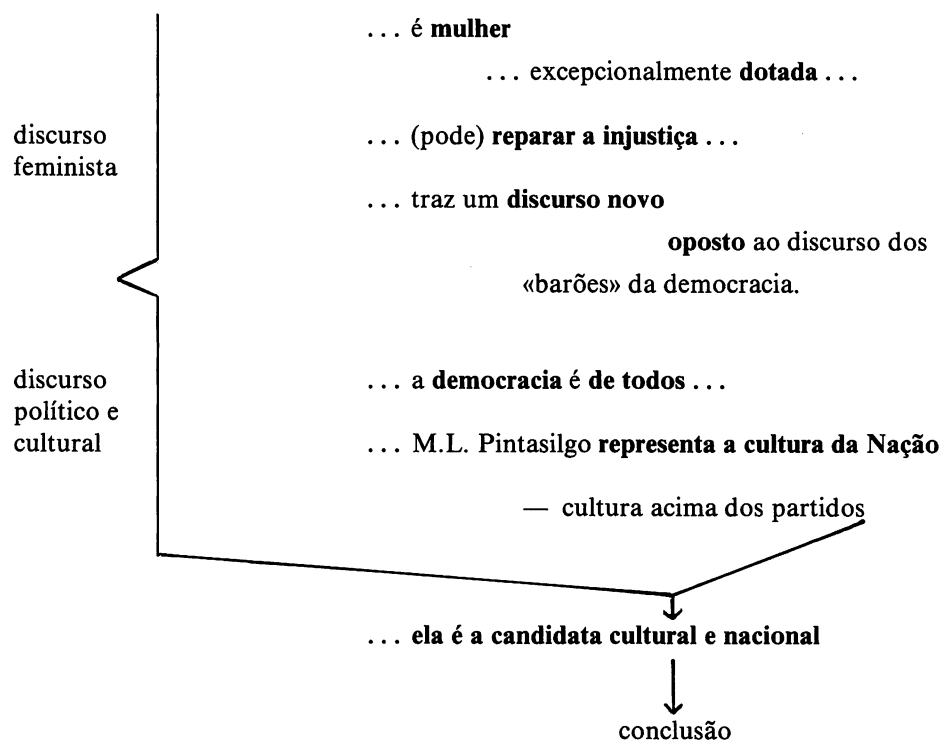 ... é mulher
... excepcionalmente dotada ...
discurso
feminista
... (pode) reparar a injustiça ...
... traz um discurso novo
oposto ao discurso dos
«barões» da democracia.
discurso
político e
cultural
... a democracia é de todos ...
... M.L. Pintasilgo representa a cultura da Nação
— cultura acima dos partidos
... ela é a candidata cultural e nacional
conclusão